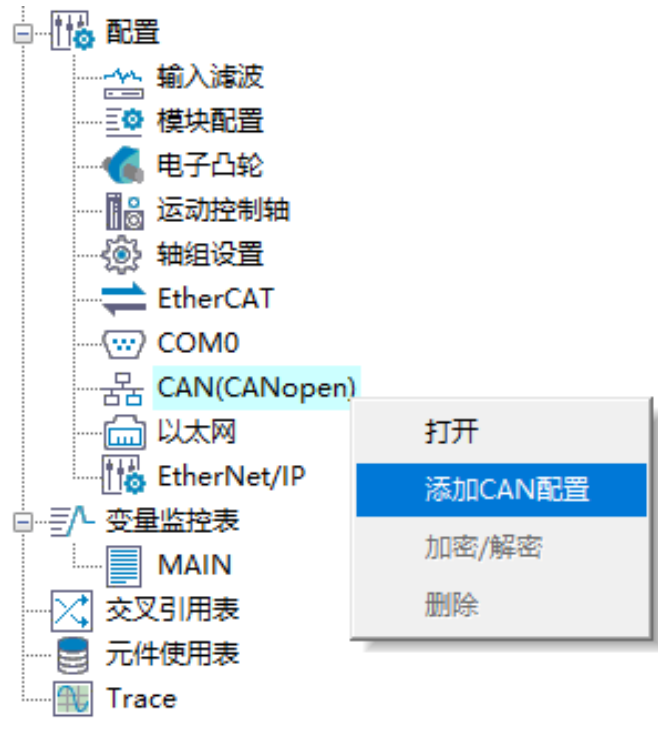 配置
输入滤波
模块配置
电子凸轮
运动控制轴
轴组设置
EtherCAT
COM0
CAN(CANopen)
以太网
EtherNet/IP
变量监控表
MAIN
交叉引用表
元件使用表
Trace
打开
添加CAN配置
加密/解密
删除